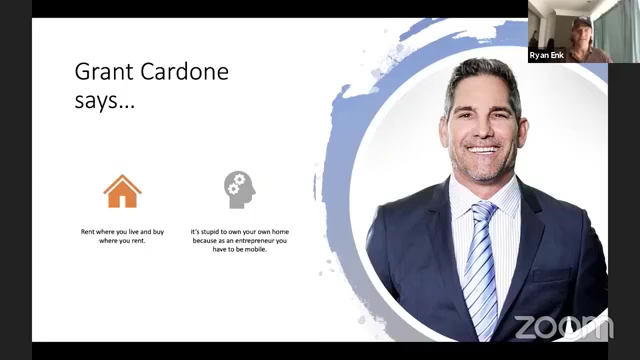 Ryan Enk
Grant Cardone
says...
Rent where you live and buy
where you rent.
it's stupid to own your own home
because as an entrepreneur you
have to be mobile.
zoom